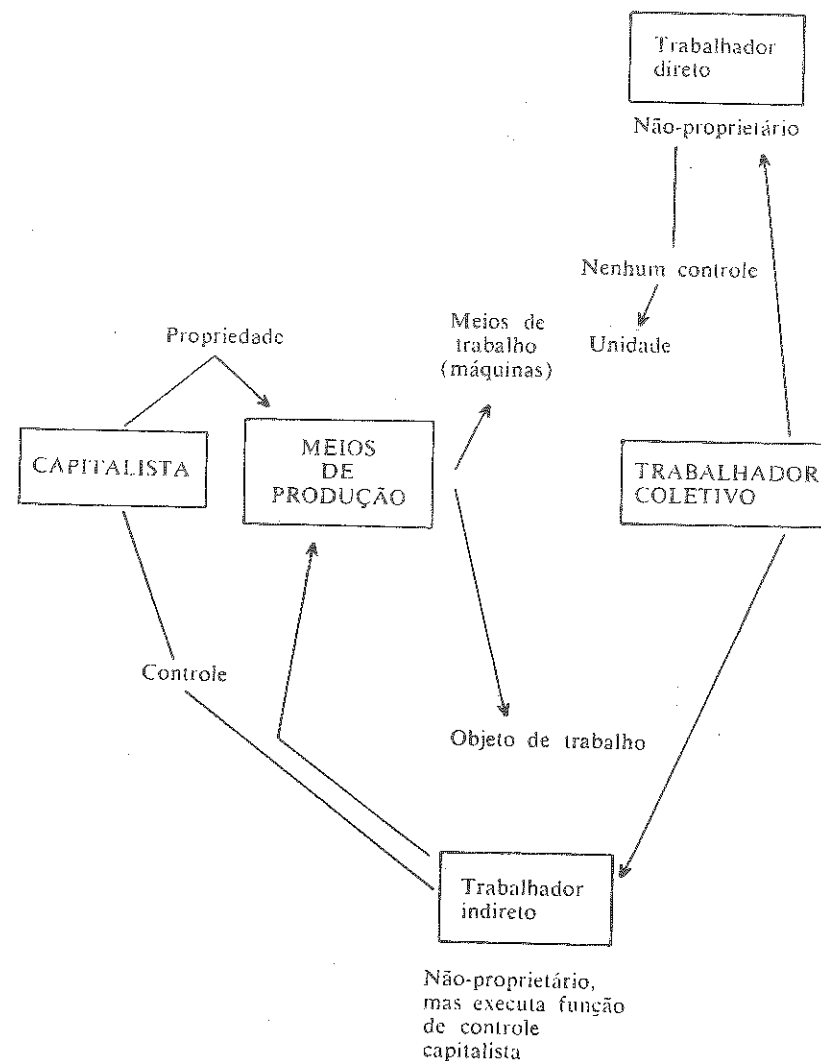 Trabalhador
direto
Não-proprietário
Nenhum controle
Unidade
Meios de
trabalho
(máquinas)
Propriedade
CAPITALISTA
MEIOS
DE
PRODUÇÃO
TRABALHADOR
COLETIVO
Controle
Objeto de trabalho
Trabalhador
indireto
Não-proprietário,
mas executa função
de controle
capitalista